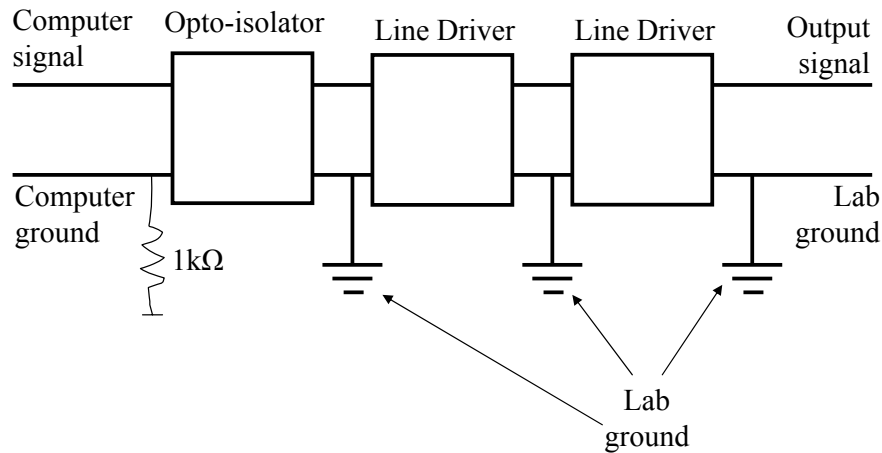 Computer
signal
Opto-isolator
Line Driver
Line Driver
Output
signal
Computer
ground
1kΩ
Lab
ground
Lab
ground